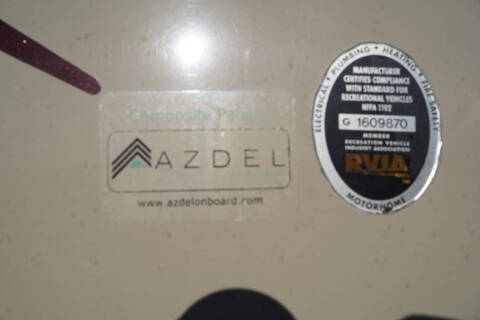 Composite Panels
AZDEL
www.azdelonboard.com
ELECTRICAL • PLUMBING • HEATING • FIRE SAFETY
MANUFACTURER
CERTIFIES COMPLIANCE
WITH STANDARD FOR
RECREATIONAL VEHICLES
NFPA 1192
G 1609870
MEMBER
RECREATION VEHICLE
INDUSTRY ASSOCIATION
RVIA
MOTORHOME